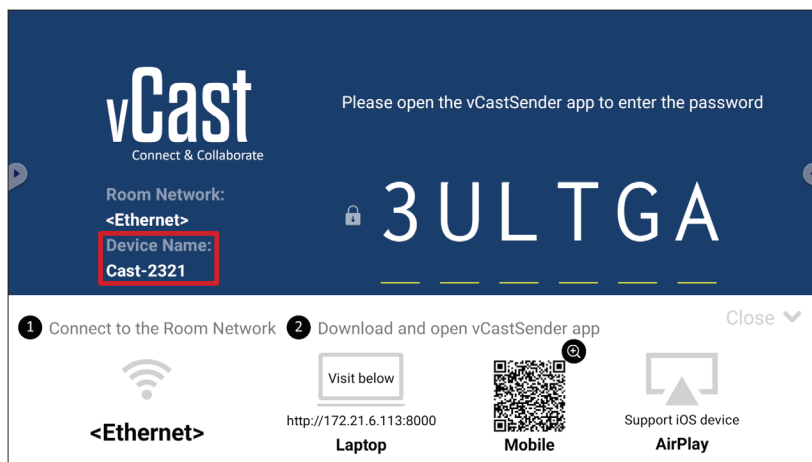 vCast
Connect & Collaborate
Please open the vCastSender app to enter the password
Room Network:
<Ethernet>
Device Name:
Cast-2321
3ULTGA
1 Connect to the Room Network
2 Download and open vCastSender app
Close
<Ethernet>
Visit below
http://172.21.6.113:8000
Laptop
Mobile
Support iOS device
AirPlay